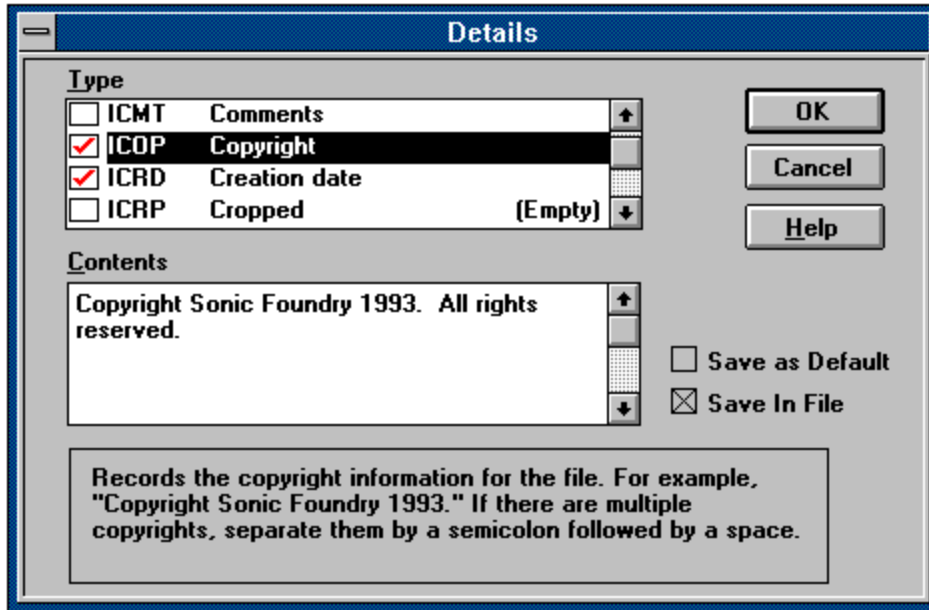 Details
Type
ICMT Comments
ICOP Copyright
ICRD Creation date
ICRP Cropped (Empty)
OK
Cancel
Help
Contents
Copyright Sonic Foundry 1993.  All rights
reserved.
Save as Default
Save In File
Records the copyright information for the file. For example,
"Copyright Sonic Foundry 1993." If there are multiple
copyrights, separate them by a semicolon followed by a space.